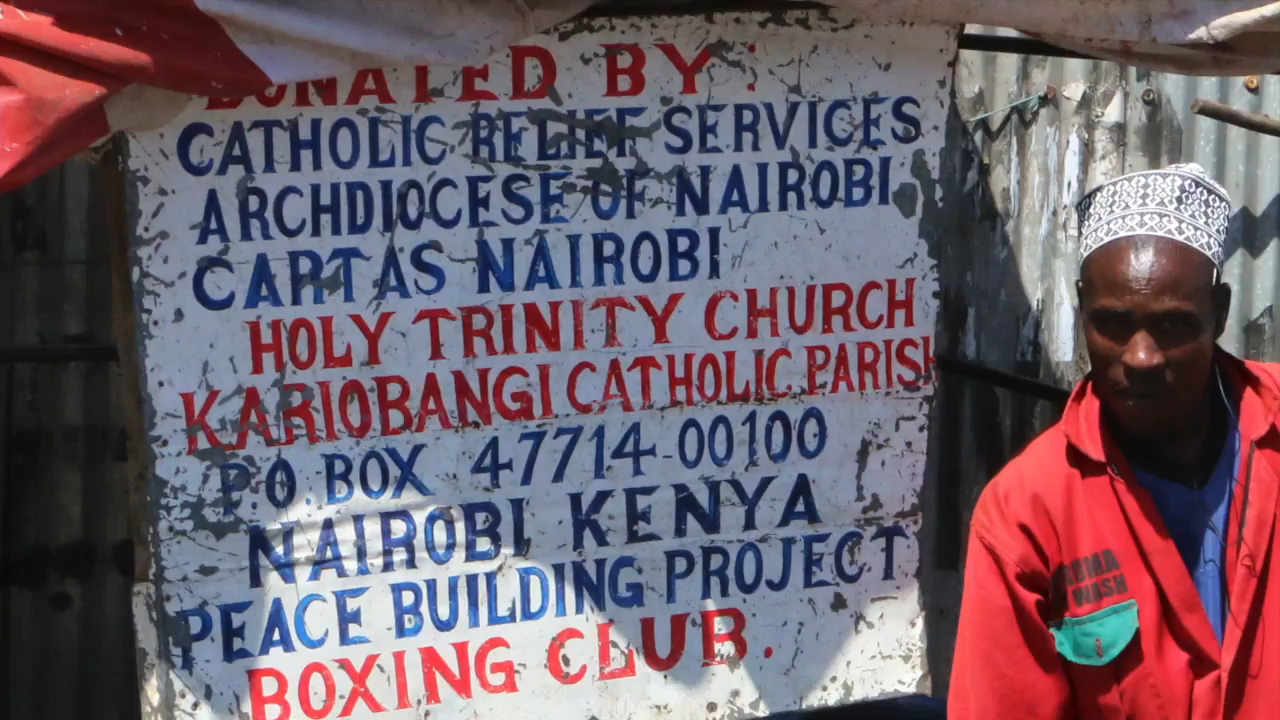 DONATED BY:
CATHOLIC RELIEF SERVICES
ARCHDIOCESE OF NAIROBI
CARTAS NAIROBI
HOLY TRINITY CHURCH
KARIOBANGI CATHOLIC PARISH
P.O. BOX 47714-00100
NAIROBI KENYA
PEACE BUILDING PROJECT
BOXING CLUB.
WASH